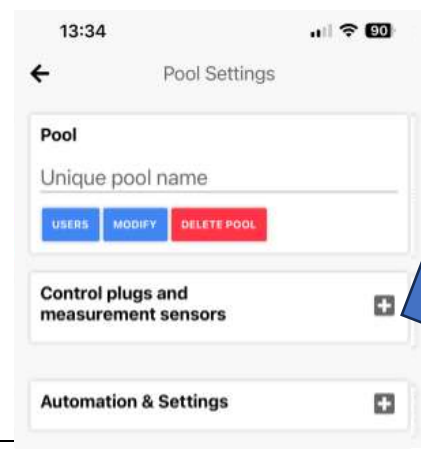 13:34
90
Pool Settings
Pool
Unique pool name
USERS MODIFY DELETE POOL
Control plugs and
measurement sensors
Automation & Settings